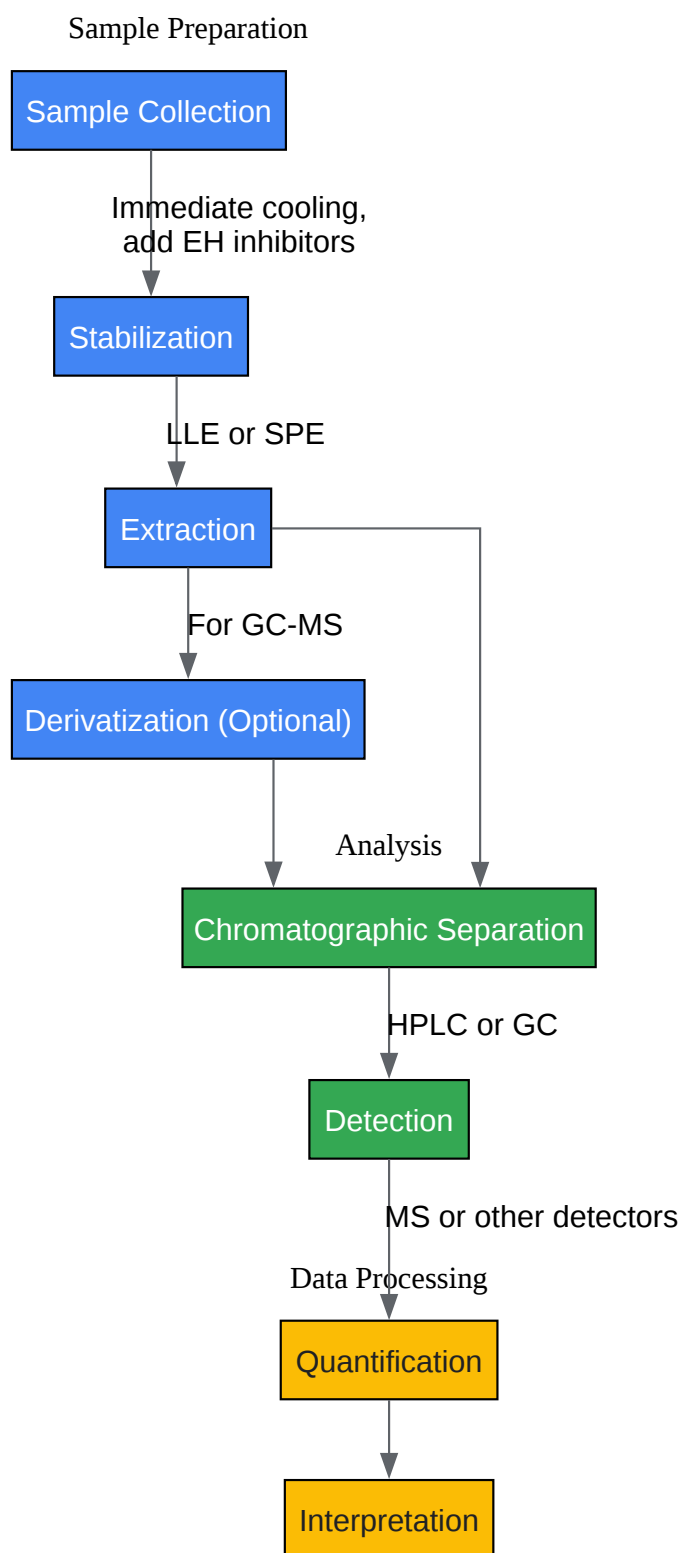 Sample Preparation
Sample Collection
Immediate cooling,
add EH inhibitors
Stabilization
LLE or SPE
Extraction
For GC-MS
Derivatization (Optional)
Analysis
Chromatographic Separation
HPLC or GC
Detection
MS or other detectors
Data Processing
Quantification
Interpretation